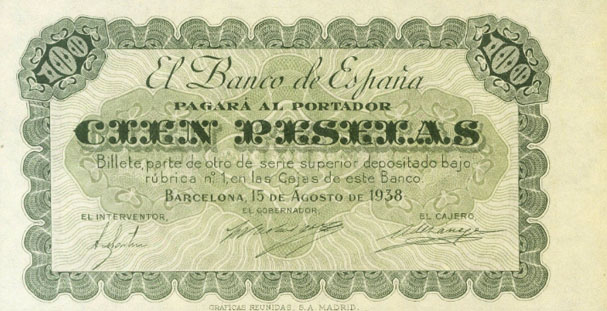 100 100
El Banco de España
PAGARÁ AL PORTADOR
CIEN PESETAS
Billete, parte de otro de serie superior depositado bajo
rúbrica nº 1, en las Cajas de este Banco.
BARCELONA, 15 DE AGOSTO DE 1938
EL INTERVENTOR, EL GOBERNADOR, EL CAJERO,
GRAFICAS REUNIDAS, S. A. MADRID.